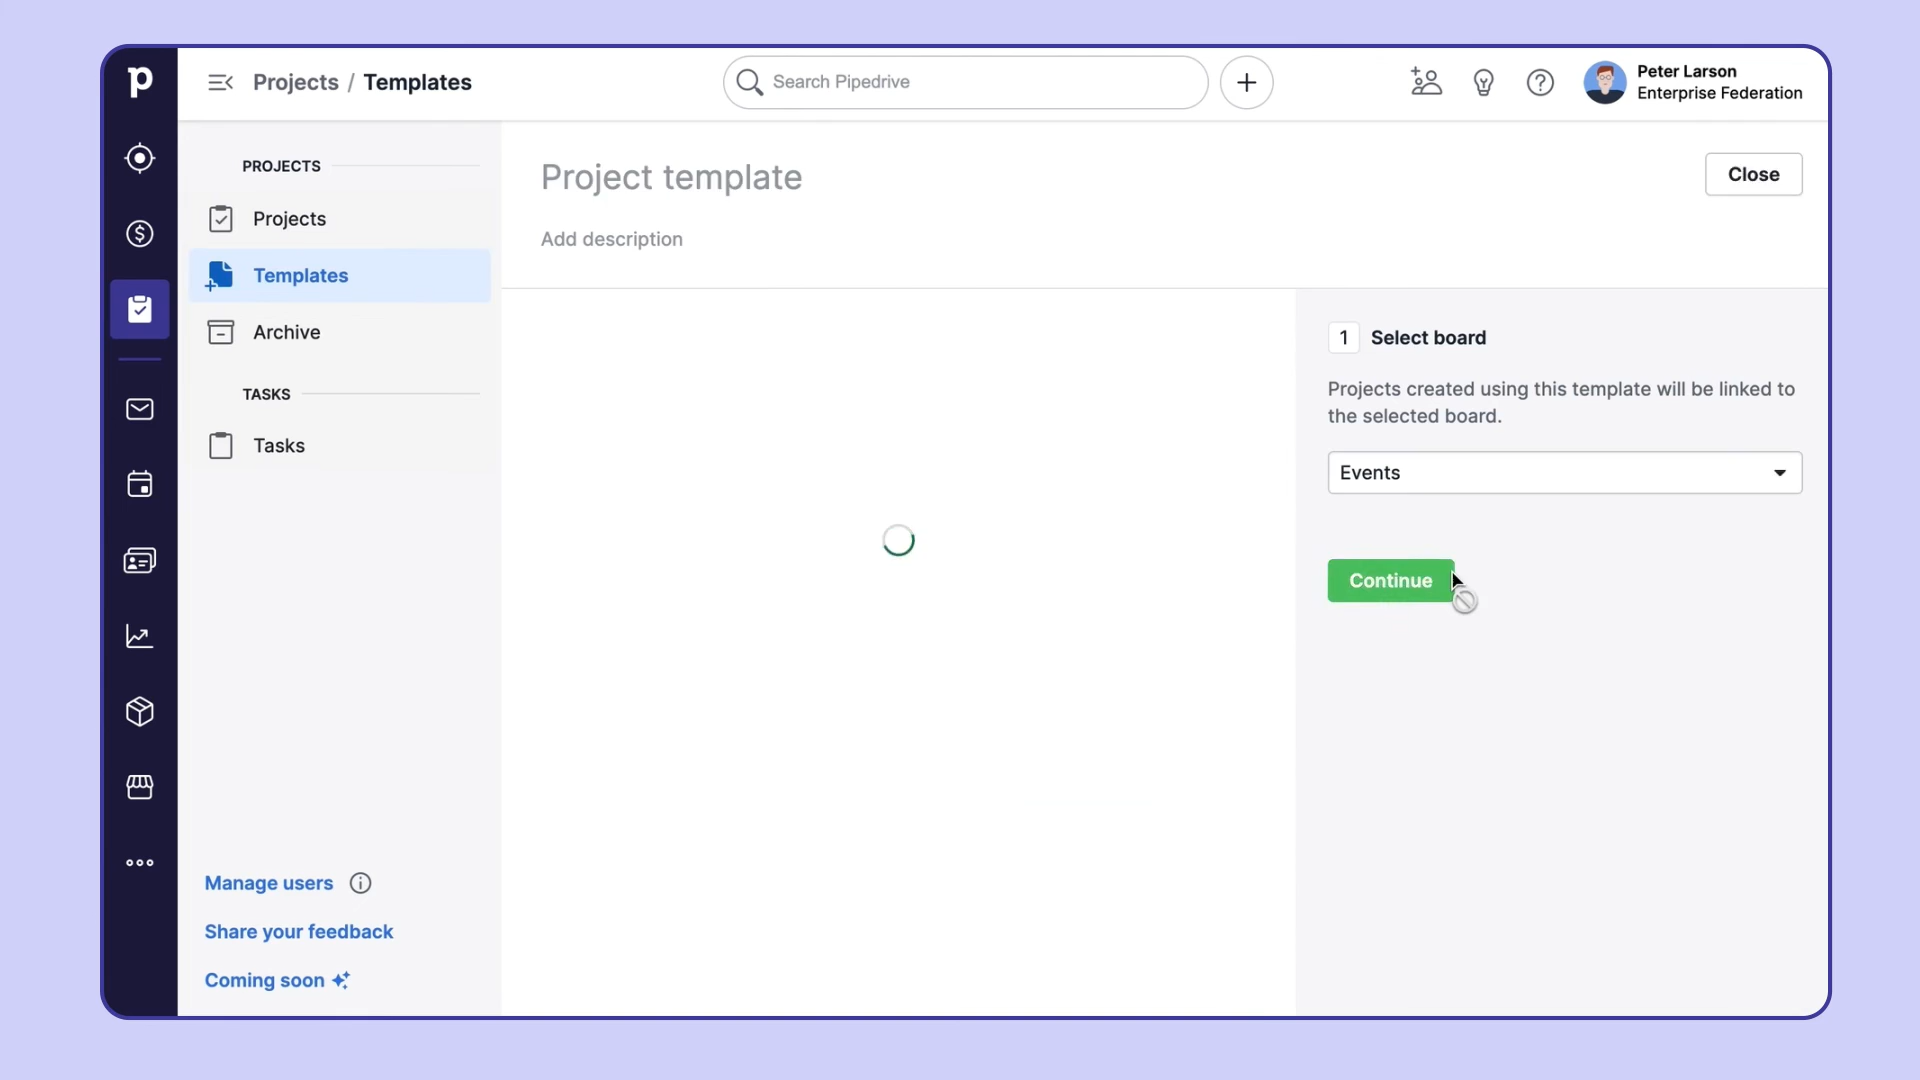 p
Projects / Templates
Search Pipedrive
Peter Larson
Enterprise Federation
PROJECTS
Projects
Templates
Archive
TASKS
Tasks
Manage users
Share your feedback
Coming soon
Project template
Close
Add description
1 Select board
Projects created using this template will be linked to
the selected board.
Events
Continue